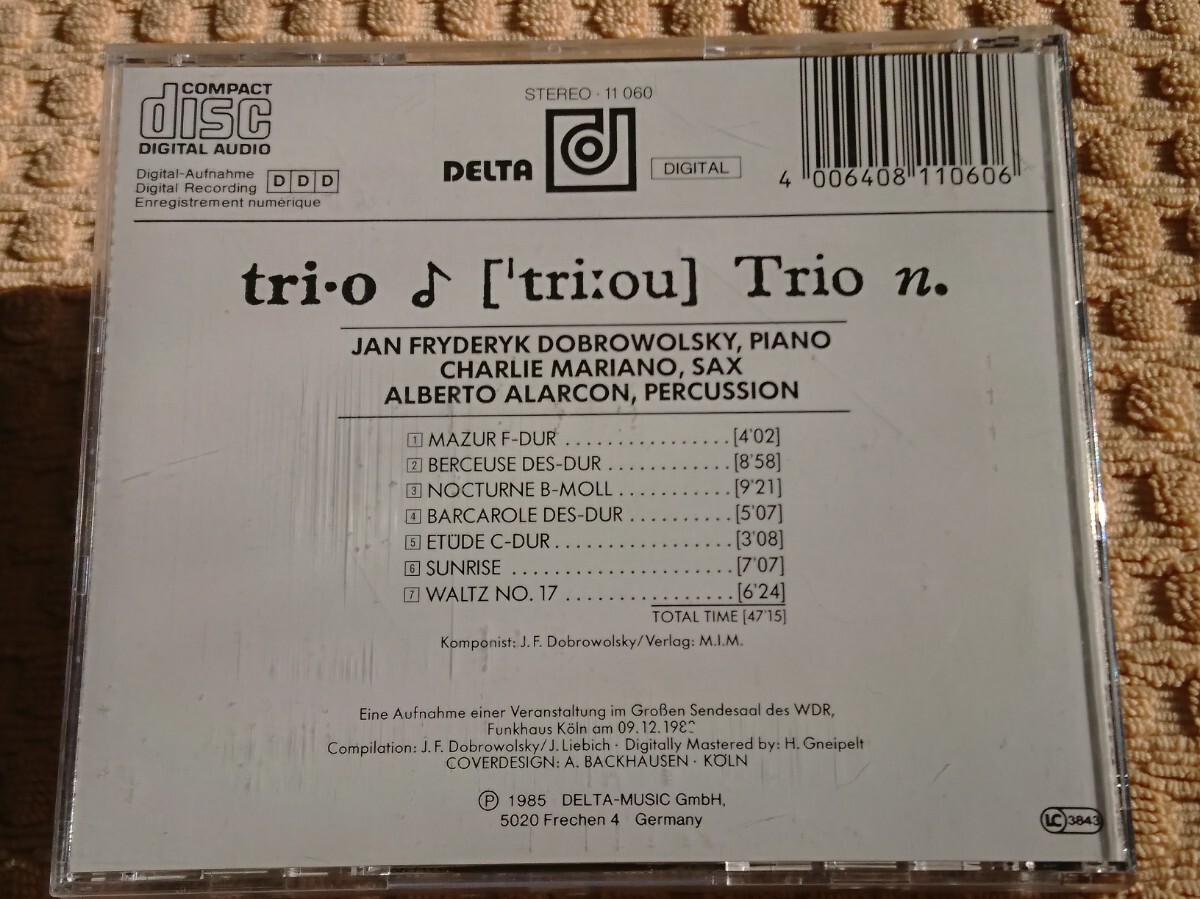 COMPACT
disc
DIGITAL AUDIO
Digital-Aufnahme
Digital Recording DDD
Enregistrement numérique
STEREO · 11 060
DELTA
DIGITAL
4 006408 110606
tri·o ♪ ['tri:ou] Trio n.
JAN FRYDERYK DOBROWOLSKY, PIANO
CHARLIE MARIANO, SAX
ALBERTO ALARCON, PERCUSSION
1 MAZUR F-DUR ................ [4'02]
2 BERCEUSE DES-DUR ............ [8'58]
3 NOCTURNE B-MOLL ........... [9'21]
4 BARCAROLE DES-DUR .......... [5'07]
5 ETÜDE C-DUR ................. [3'08]
6 SUNRISE ...................... [7'07]
7 WALTZ NO. 17 ................ [6'24]
TOTAL TIME [47'15]
Komponist: J. F. Dobrowolsky/Verlag: M.I.M.
Eine Aufnahme einer Veranstaltung im Großen Sendesaal des WDR,
Funkhaus Köln am
Compilation: J. F. Dobrowolsky/J. Liebich · Digitally Mastered by: H. Gneipelt
COVERDESIGN: A. BACKHAUSEN · KÖLN
Ⓟ 1985 DELTA-MUSIC GmbH,
5020 Frechen 4 Germany
LC 3843